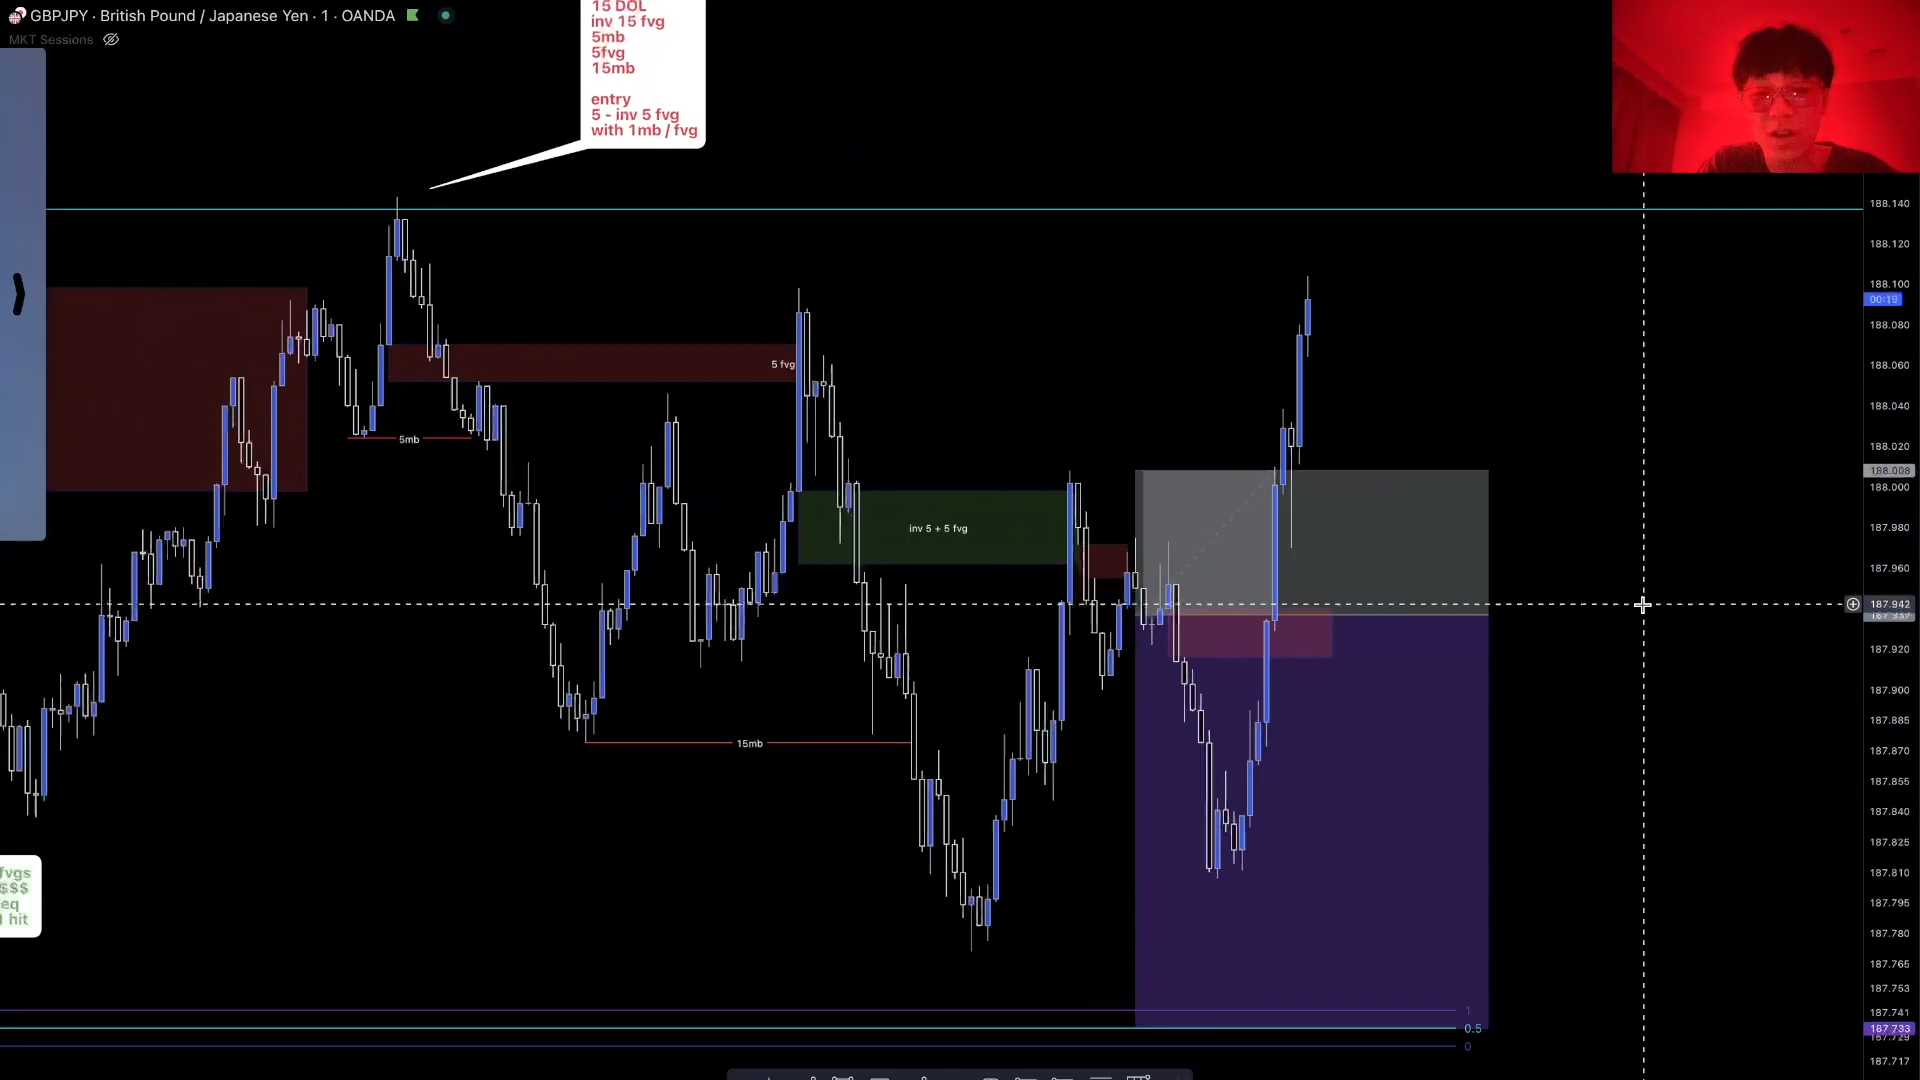 GBPJPY · British Pound / Japanese Yen · 1 · OANDA
MKT Sessions
15 DOL
inv 15 fvg
5mb
5fvg
15mb
entry
5 - inv 5 fvg
with 1mb / fvg
5 fvg
5mb
inv 5 + 5 fvg
15mb
fvgs
$$$
eq
hit
1
0.5
0
188.140
188.120
188.100
00:19
188.080
188.060
188.040
188.020
188.008
188.000
187.980
187.960
187.942
187.920
187.900
187.885
187.870
187.855
187.840
187.825
187.810
187.795
187.780
187.765
187.753
187.741
187.733
187.729
187.717